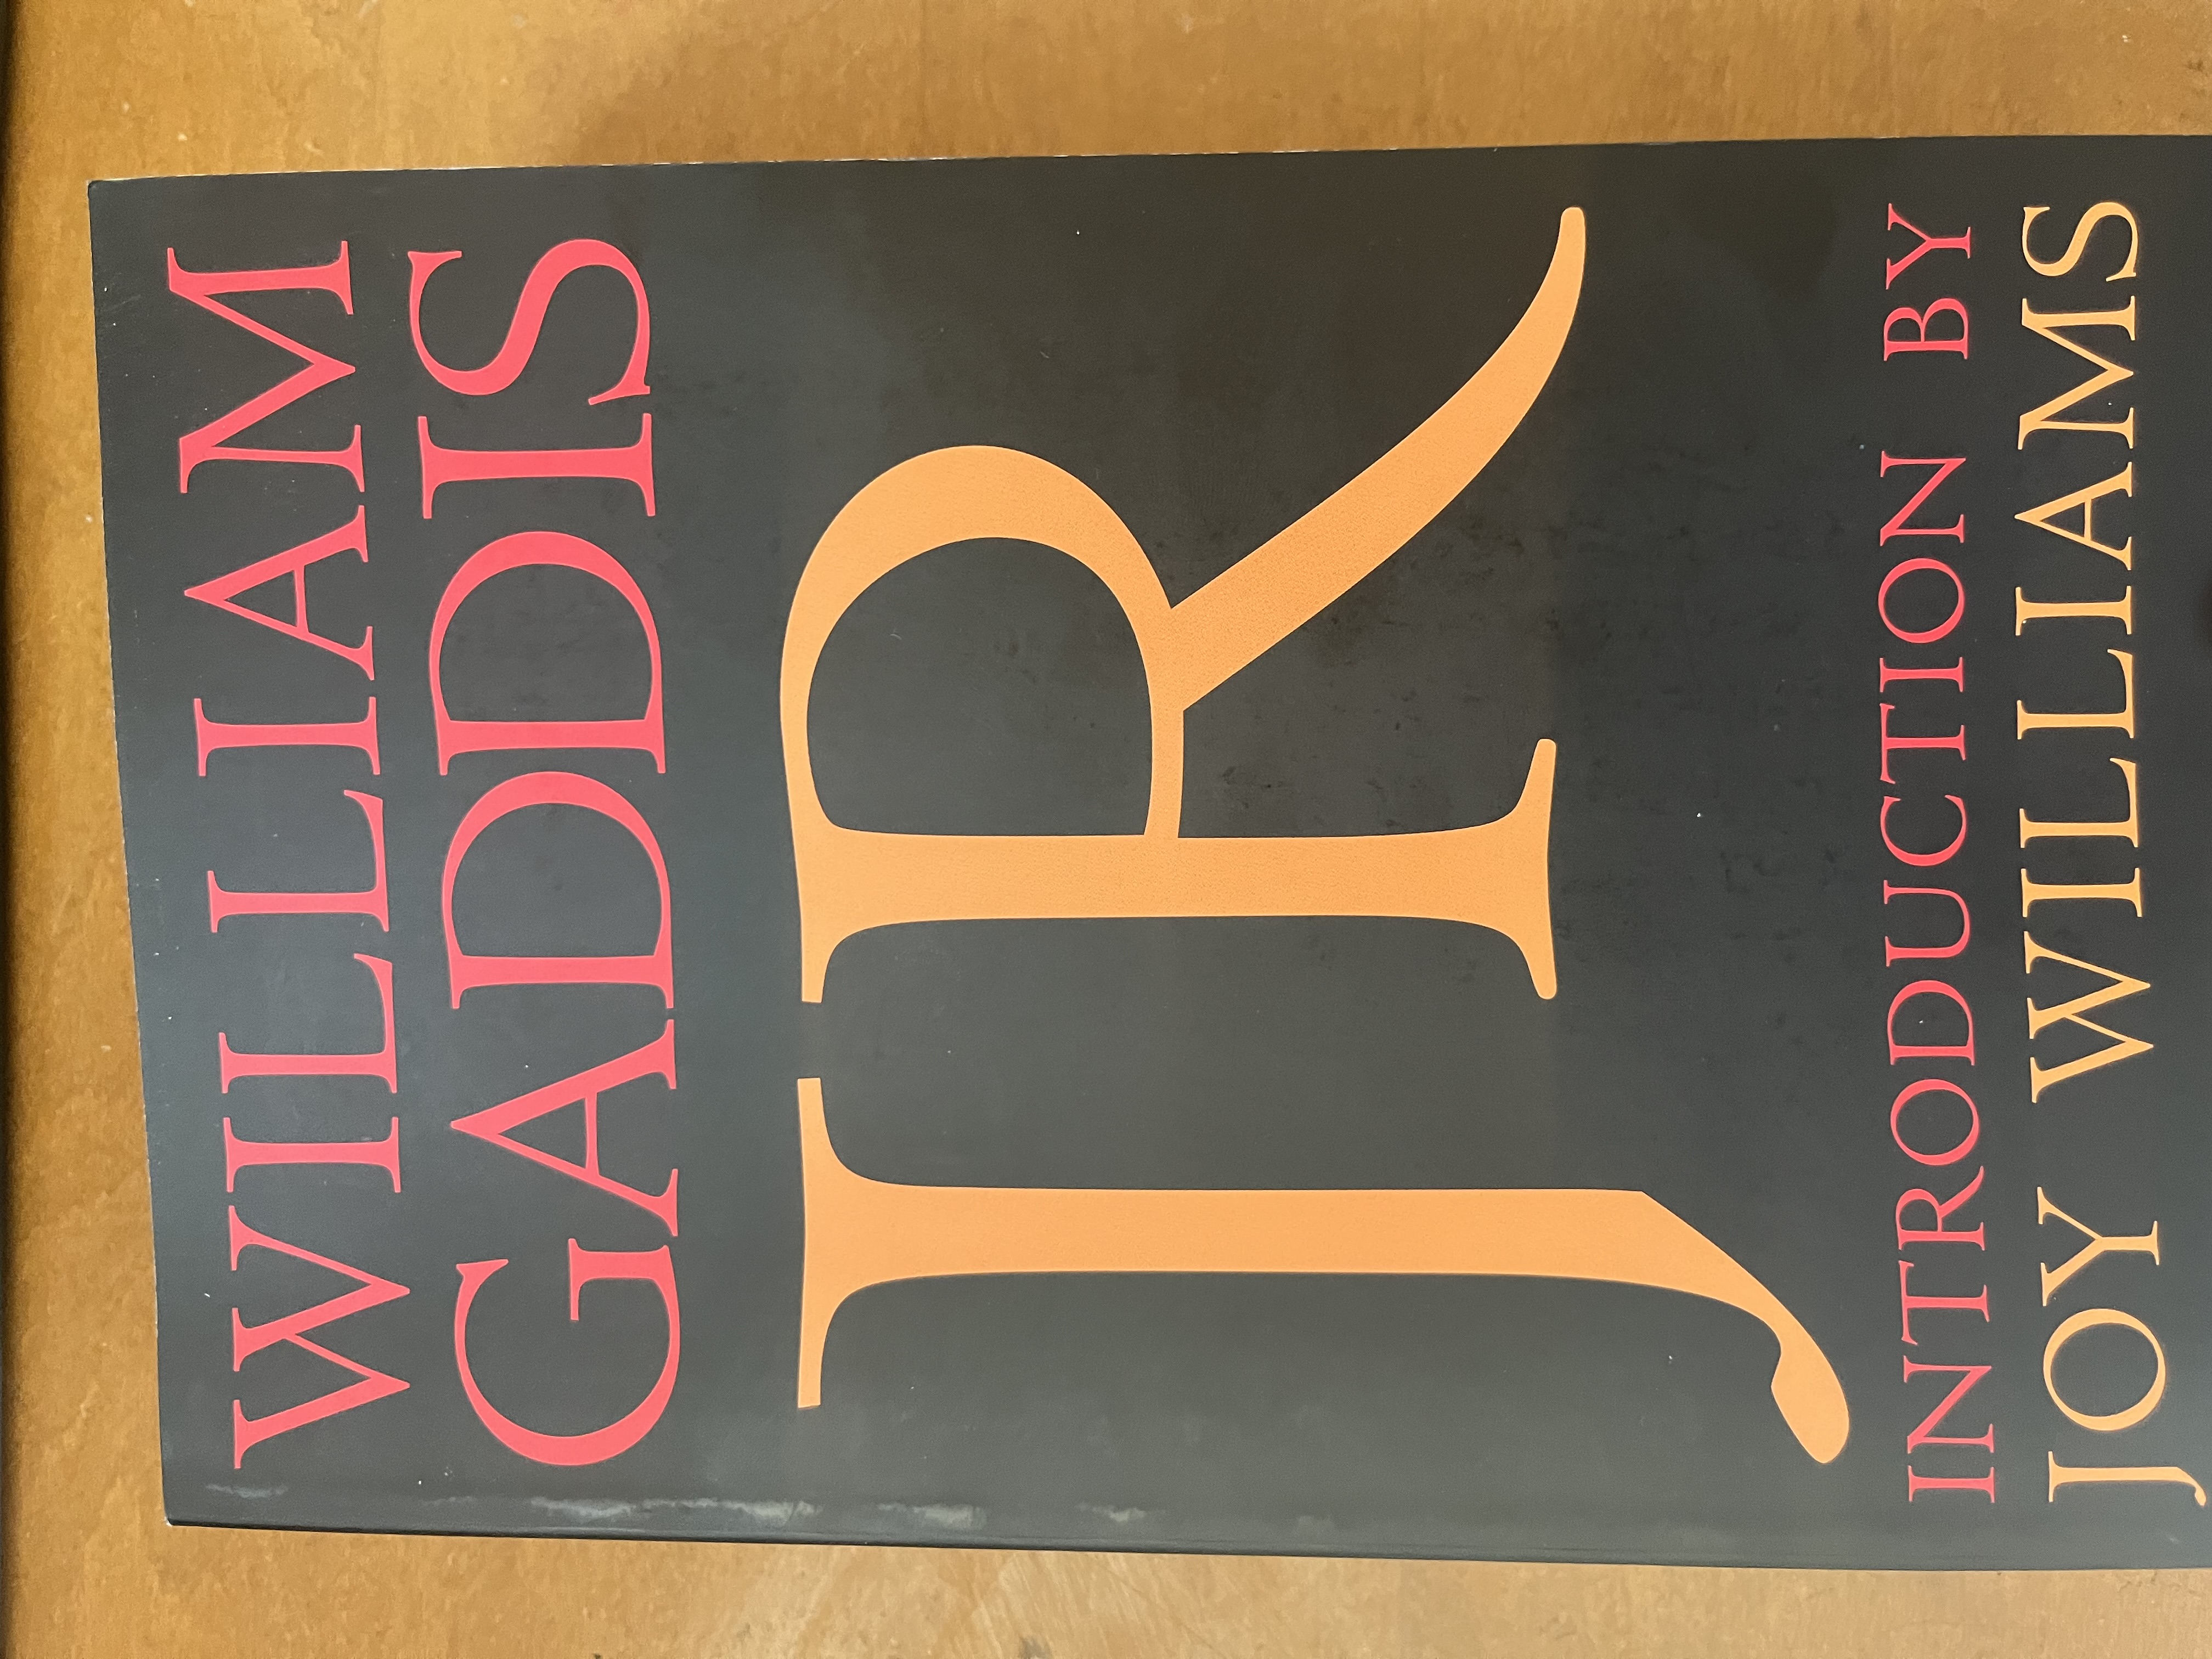 WILLIAM
GADDIS
JR
INTRODUCTION BY
JOY WILLIAMS